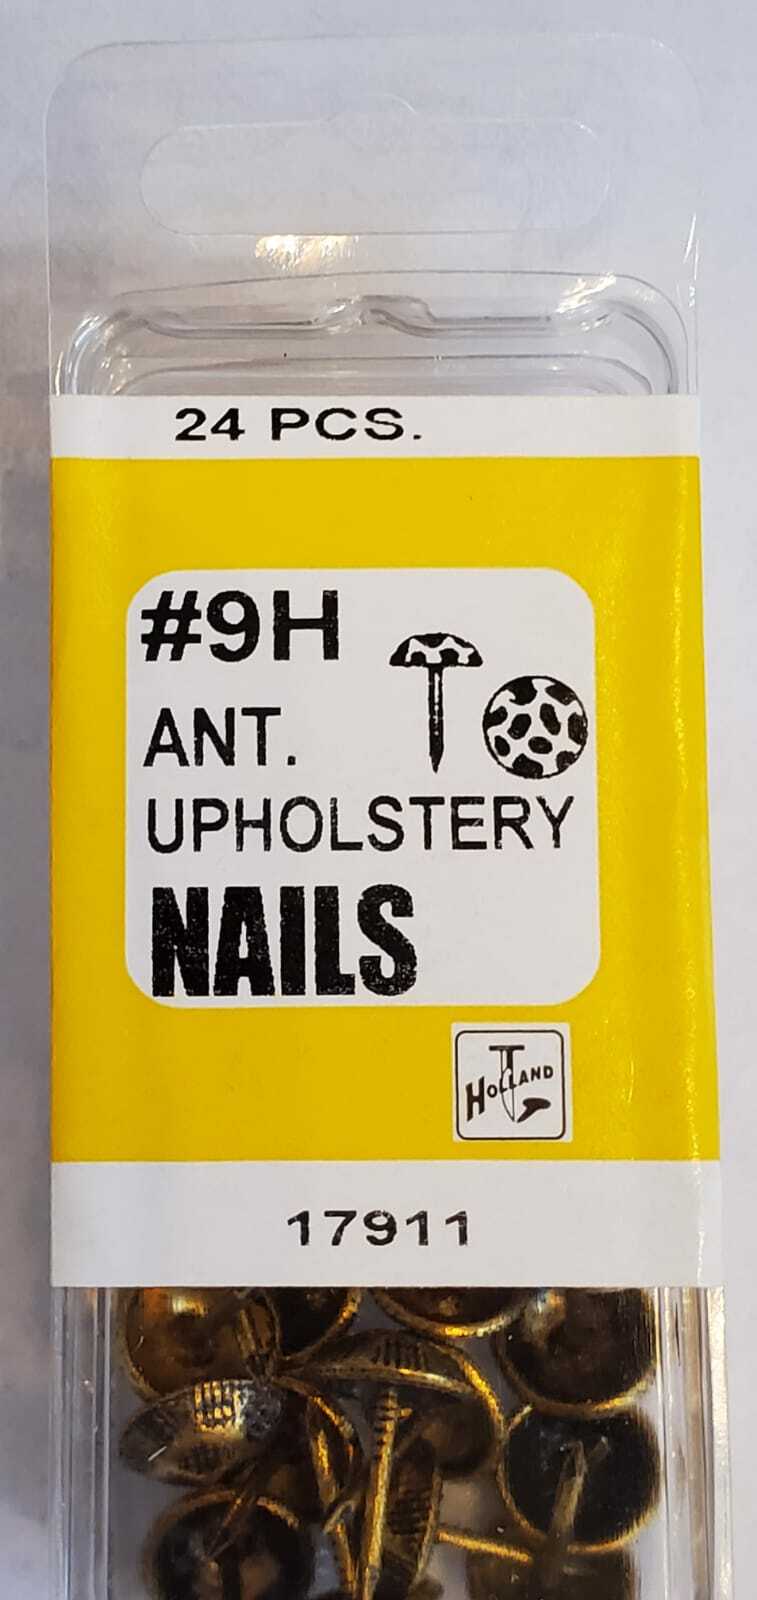 24 PCS.
#9H
ANT.
UPHOLSTERY
NAILS
HOLLAND
17911